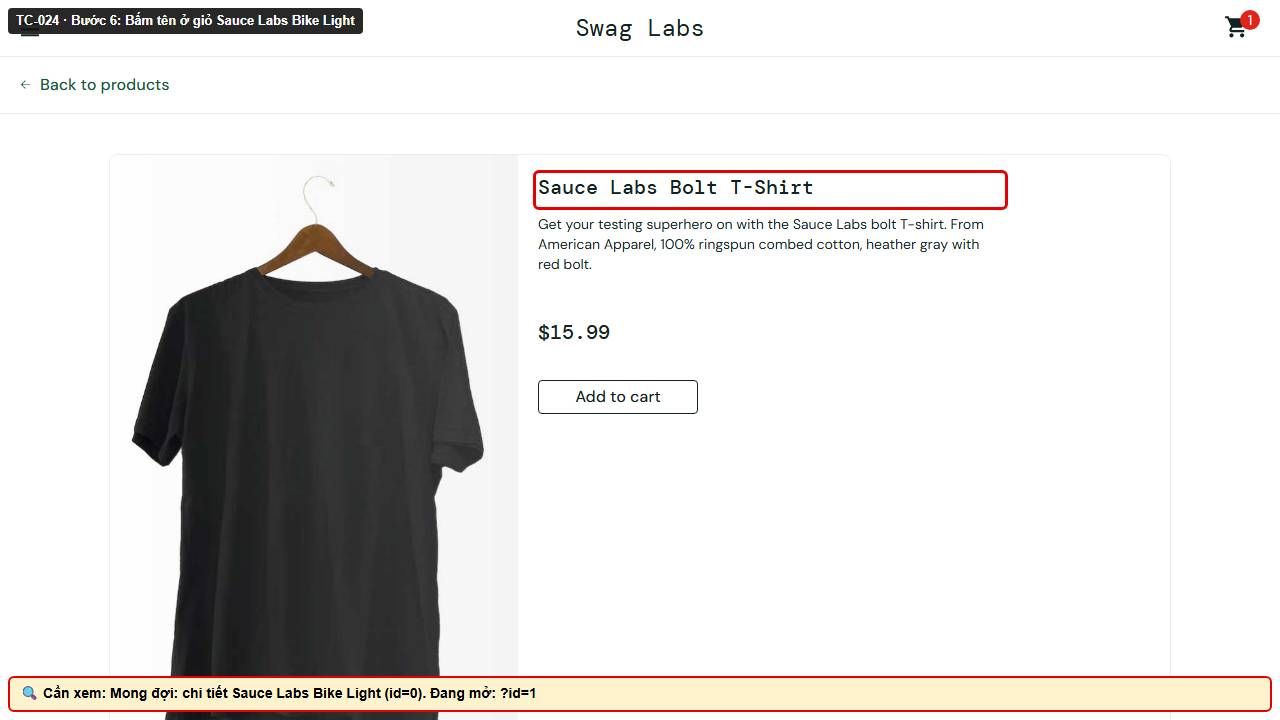 TC-024 · Bước 6: Bấm tên ở giỏ Sauce Labs Bike Light
Swag Labs
1
Back to products
Sauce Labs Bolt T-Shirt
Get your testing superhero on with the Sauce Labs bolt T-shirt. From
American Apparel, 100% ringspun combed cotton, heather gray with
red bolt.
$15.99
Add to cart
Cần xem: Mong đợi: chi tiết Sauce Labs Bike Light (id=0). Đang mở: ?id=1